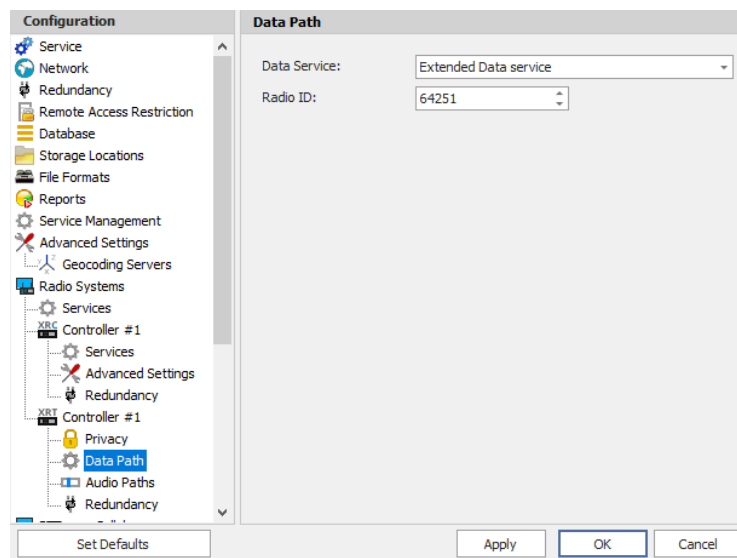 Configuration
Service
Network
Redundancy
Remote Access Restriction
Database
Storage Locations
File Formats
Reports
Service Management
Advanced Settings
Geocoding Servers
Radio Systems
Services
XRC Controller #1
Services
Advanced Settings
Redundancy
XRT Controller #1
Privacy
Data Path
Audio Paths
Redundancy
Set Defaults
Data Path
Data Service: Extended Data service
Radio ID: 64251
Apply OK Cancel